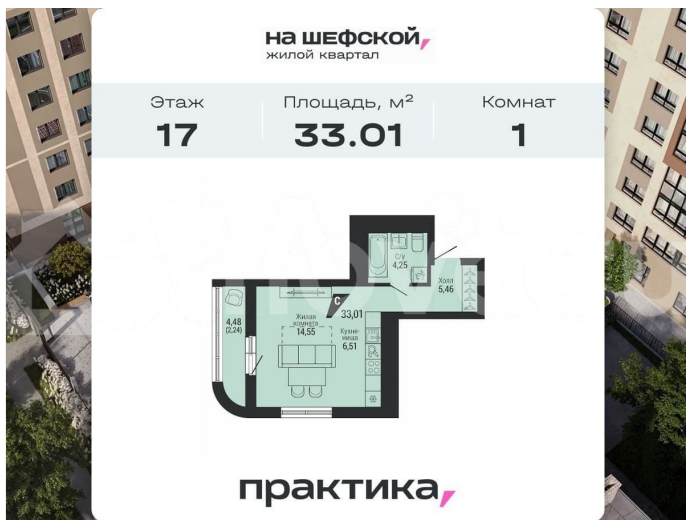 НА ШЕФСКОЙ,
ЖИЛОЙ КВАРТАЛ
Этаж
Площадь, м²
Комнат
17
33.01
1
С/у
4,25
Холл
5,46
С
4,48
(2,24)
Жилая
комната
14,55
33,01
Кухня-
ниша
6,51
практика,